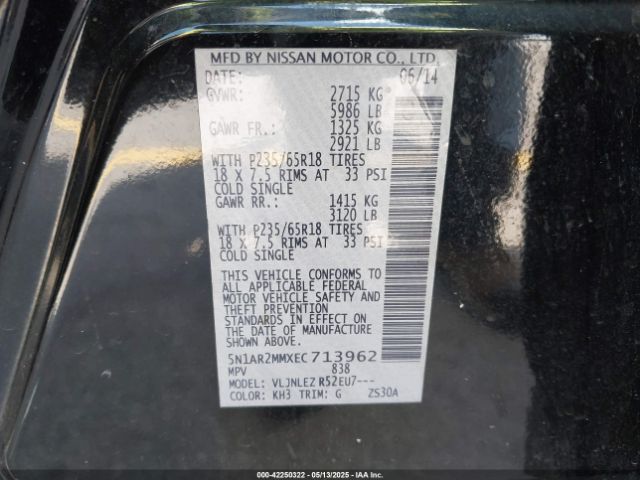 MFD BY NISSAN MOTOR CO., LTD.
DATE: 06/14
GVWR: 2715 KG
5986 LB
GAWR FR.: 1325 KG
2921 LB
WITH P235/65R18 TIRES
18 X 7.5 RIMS AT 33 PSI
COLD SINGLE
GAWR RR.: 1415 KG
3120 LB
WITH P235/65R18 TIRES
18 X 7.5 RIMS AT 33 PSI
COLD SINGLE
THIS VEHICLE CONFORMS TO
ALL APPLICABLE FEDERAL
MOTOR VEHICLE SAFETY AND
THEFT PREVENTION
STANDARDS IN EFFECT ON
THE DATE OF MANUFACTURE
SHOWN ABOVE.
5N1AR2MMXEC713962
MPV 838
MODEL: VLJNLEZ R52EU7---
COLOR: KH3 TRIM: G ZS30A
000-42250322 - 05/13/2025 - IAAI.COM